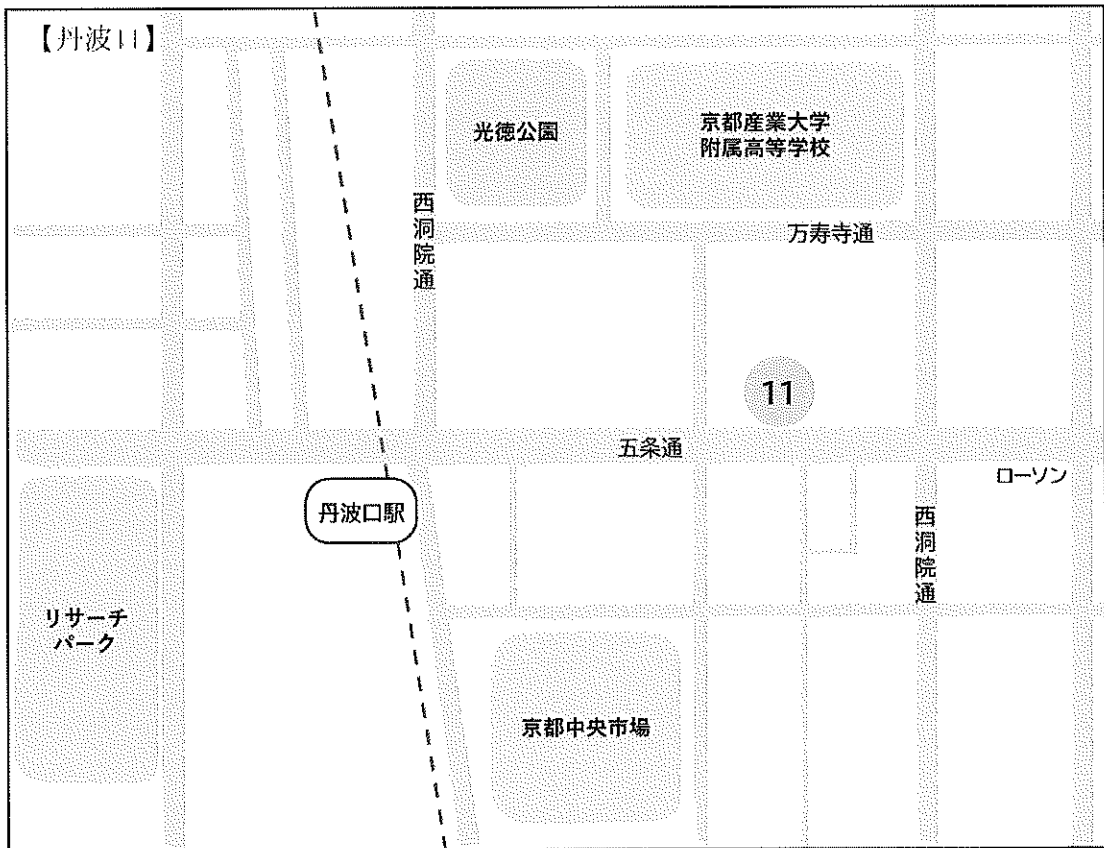 【丹波11】
光徳公園
京都産業大学
附属高等学校
西洞院通
万寿寺通
11
五条通
ローソン
丹波口駅
西洞院通
リサーチ
パーク
京都中央市場